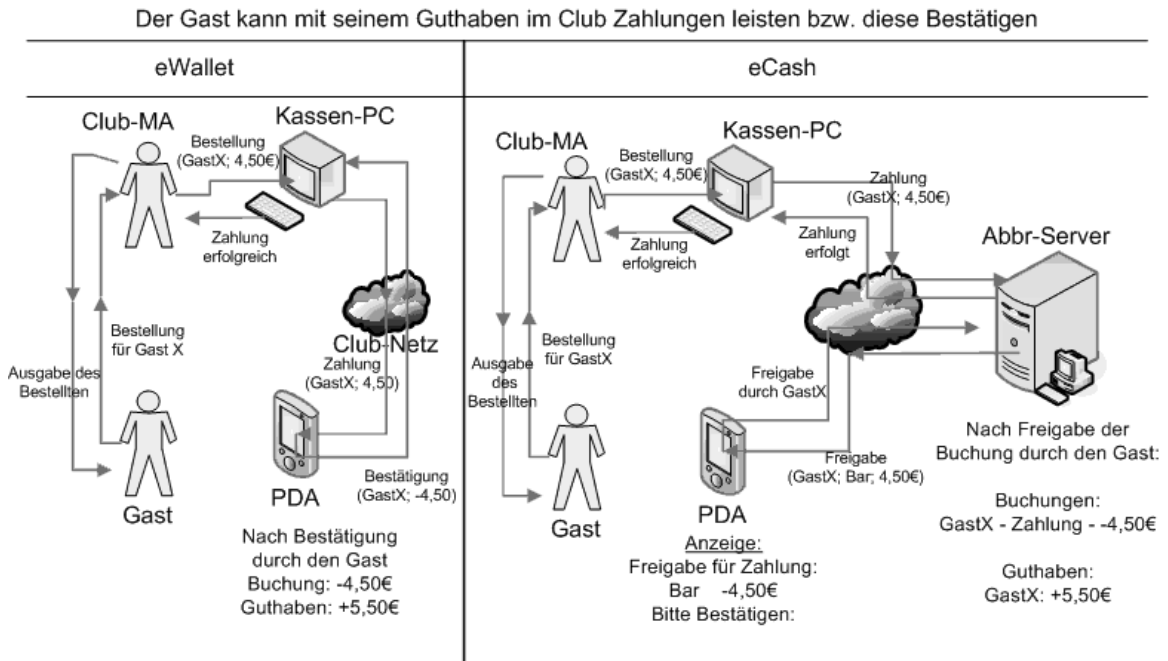 Der Gast kann mit seinem Guthaben im Club Zahlungen leisten bzw. diese Bestätigen
eWallet
Club-MA
Kassen-PC
Bestellung
(GastX; 4,50€)
Zahlung
erfolgreich
Club-Netz
Bestellung
für Gast X
Zahlung
(GastX; 4,50)
Ausgabe des
Bestellten
Bestätigung
(GastX; -4,50)
PDA
Gast
Nach Bestätigung
durch den Gast
Buchung: -4,50€
Guthaben: +5,50€
eCash
Club-MA
Kassen-PC
Bestellung
(GastX; 4,50€)
Zahlung
(GastX; 4,50€)
Zahlung
erfolgreich
Zahlung
erfolgt
Abbr-Server
Bestellung
für GastX
Ausgabe
des
Bestellten
Freigabe
durch GastX
Freigabe
(GastX; Bar; 4,50€)
Gast
PDA
Anzeige:
Freigabe für Zahlung:
Bar -4,50€
Bitte Bestätigen:
Nach Freigabe der
Buchung durch den Gast:
Buchungen:
GastX - Zahlung - -4,50€
Guthaben:
GastX: +5,50€